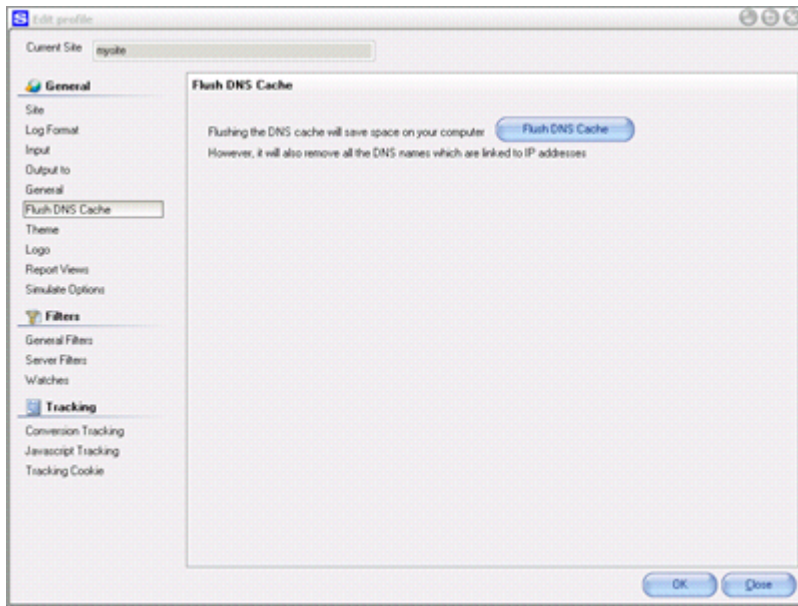 S Edit profile
Current Site mysite
General
Site
Log Format
Input
Output to
General
Flush DNS Cache
Theme
Logo
Report Views
Simulate Options
Filters
General Filters
Server Filters
Watches
Tracking
Conversion Tracking
Javascript Tracking
Tracking Cookie
Flush DNS Cache
Flushing the DNS cache will save space on your computer Flush DNS Cache
However, it will also remove all the DNS names which are linked to IP addresses
OK Close